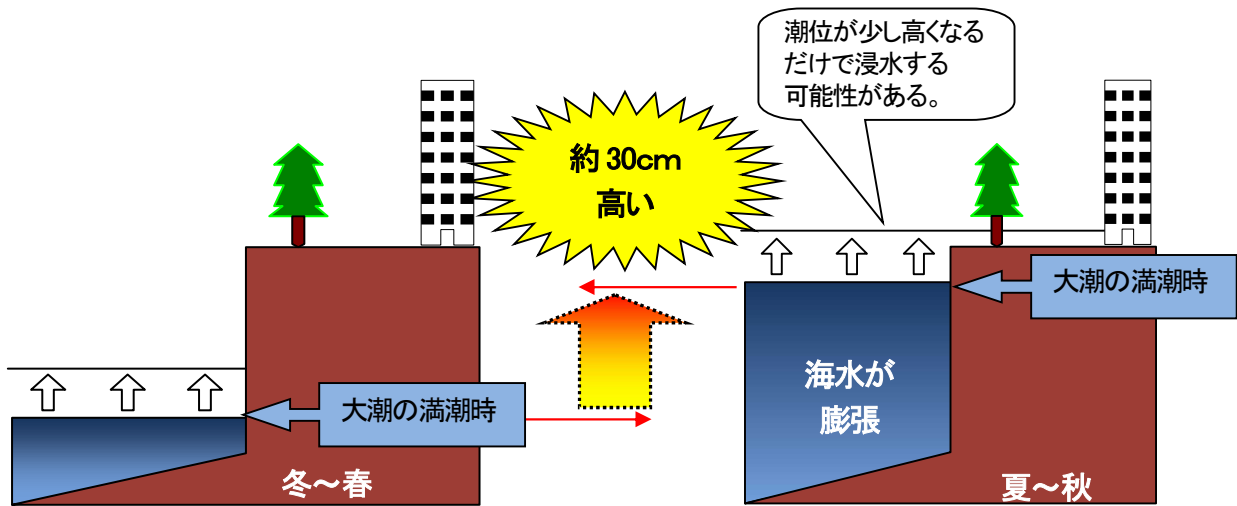 潮位が少し高くなる
だけで浸水する
可能性がある。
約 30cm
高い
大潮の満潮時
海水が
膨張
大潮の満潮時
冬～春
夏～秋